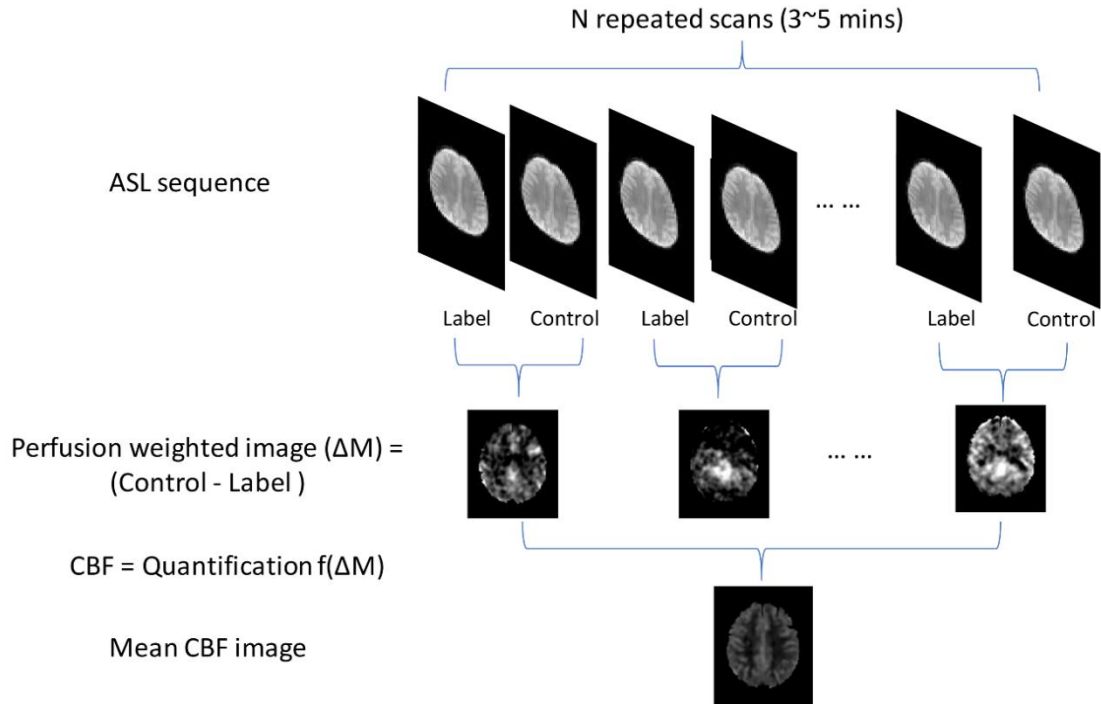 N repeated scans (3~5 mins)
ASL sequence
... ...
Label
Control
Label
Control
Label
Control
Perfusion weighted image (ΔM) =
(Control - Label )
... ...
CBF = Quantification f(ΔM)
Mean CBF image